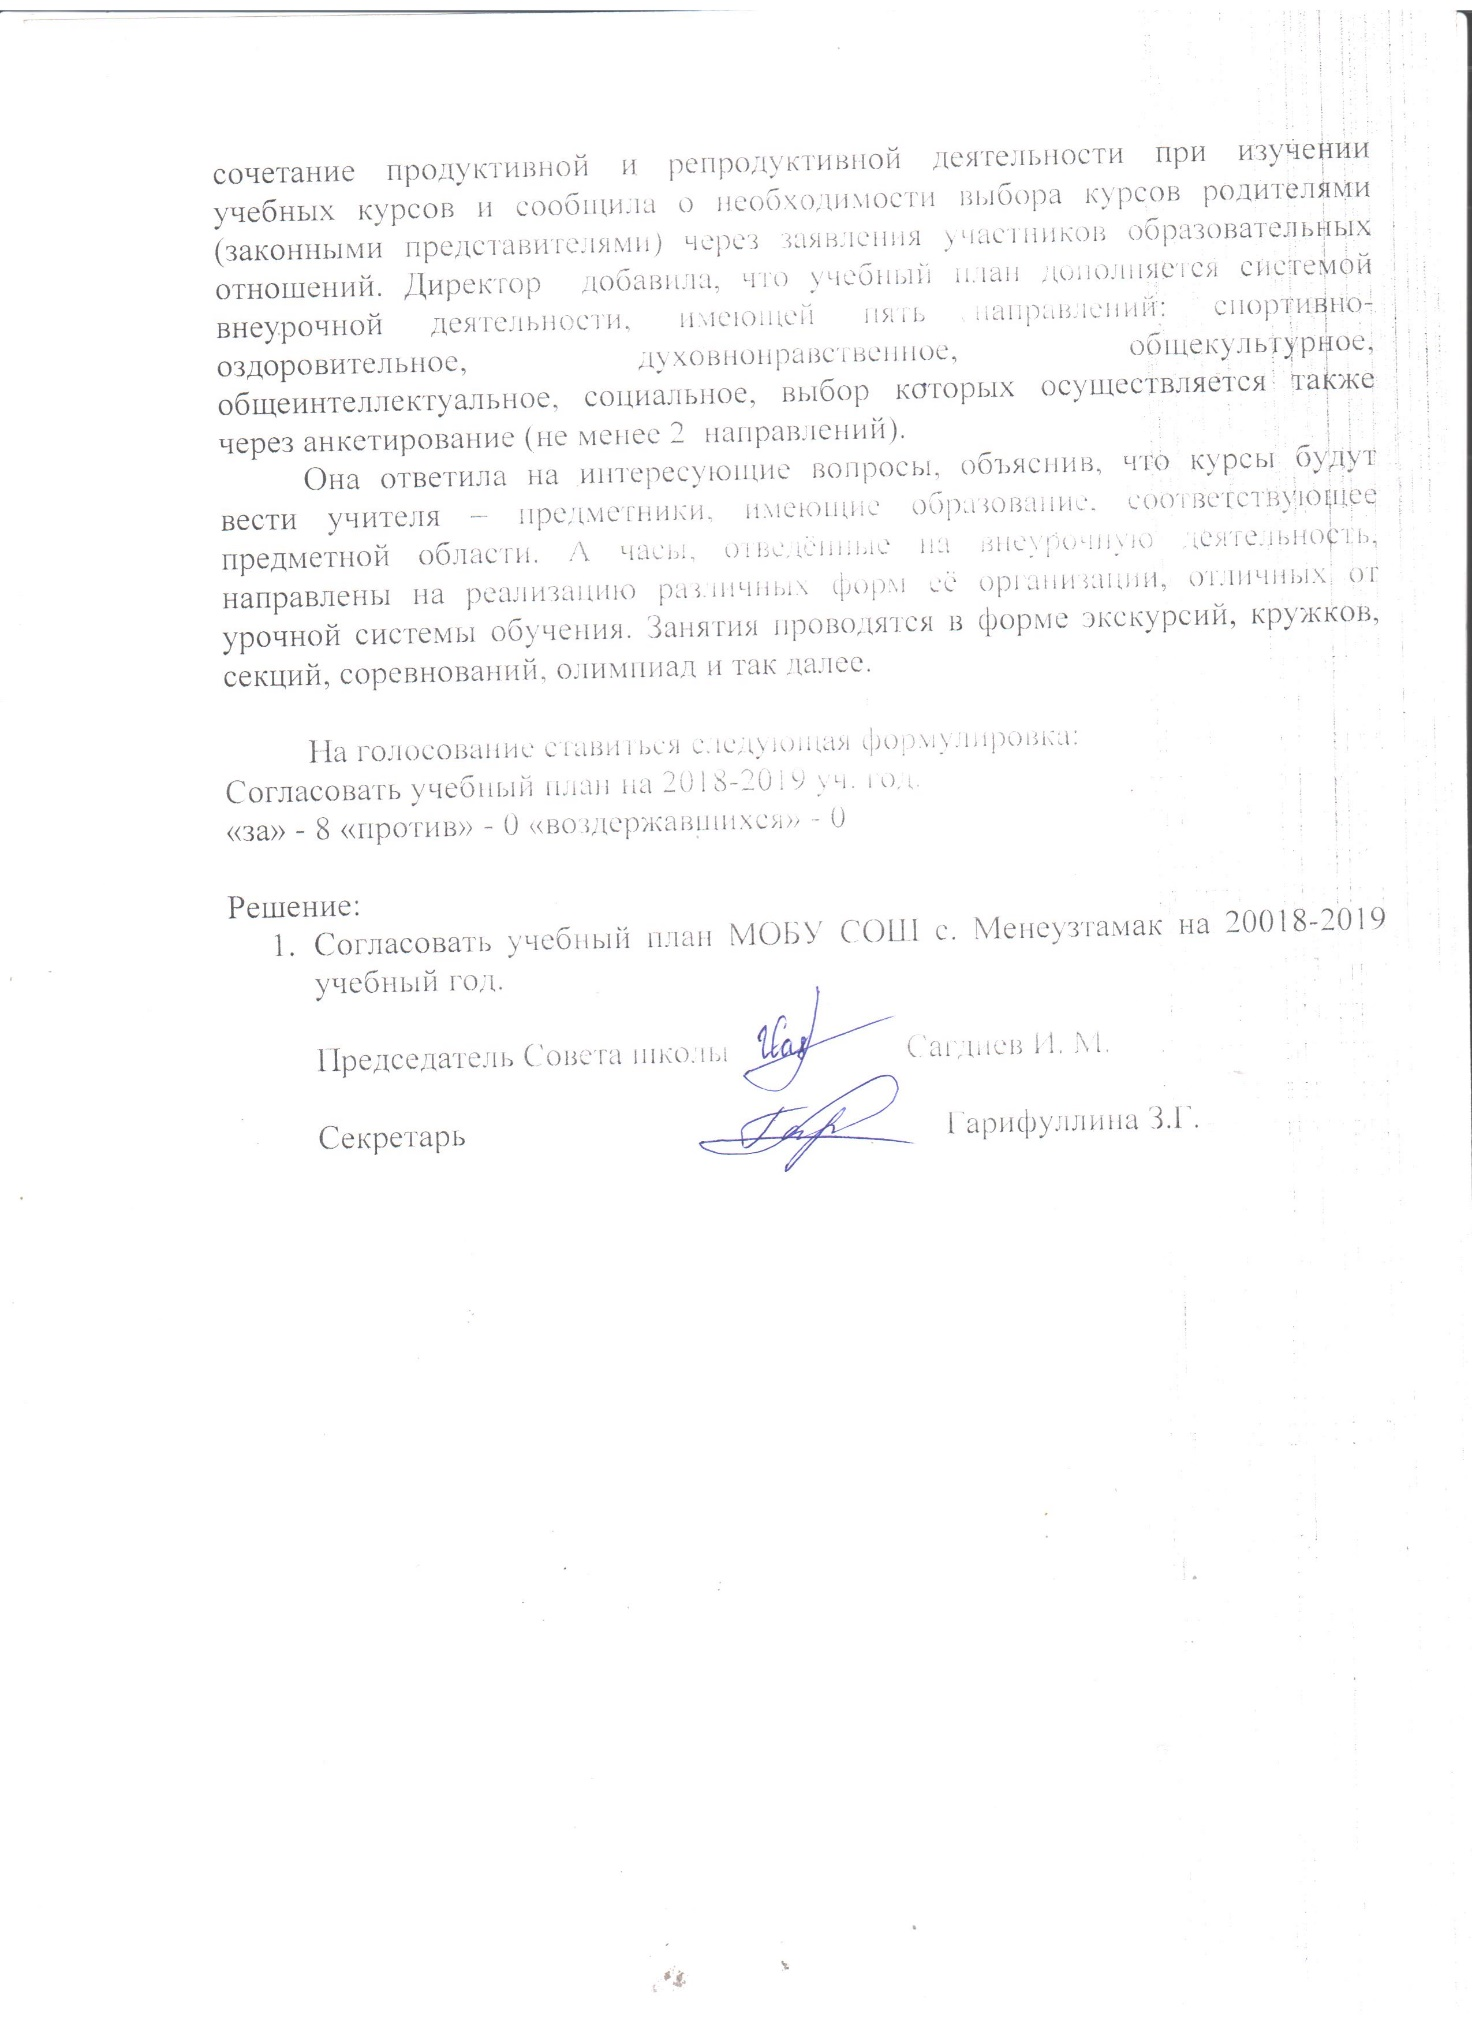 сочетание продуктивной и репродуктивной деятельности при изучении
учебных курсов и сообщила о необходимости выбора курсов родителями
(законными представителями) через заявления участников образовательных
отношений. Директор добавила, что учебный план дополняется системой
внеурочной деятельности, имеющей пять направлений: спортивно-
оздоровительное, духовнонравственное, общекультурное,
общеинтеллектуальное, социальное, выбор которых осуществляется также
через анкетирование (не менее 2 направлений).
Она ответила на интересующие вопросы, объяснив, что курсы будут
вести учителя – предметники, имеющие образование, соответствующее
предметной области. А часы, отведённые на внеурочную деятельность,
направлены на реализацию различных форм её организации, отличных от
урочной системы обучения. Занятия проводятся в форме экскурсий, кружков,
секций, соревнований, олимпиад и так далее.
На голосование ставиться следующая формулировка:
Согласовать учебный план на 2018-2019 уч. год.
«за» - 8 «против» - 0 «воздержавшихся» - 0
Решение:
1. Согласовать учебный план МОБУ СОШ с. Менеузтамак на 20018-2019
учебный год.
Председатель Совета школы Сагдиев И. М.
Секретарь Гарифуллина З.Г.